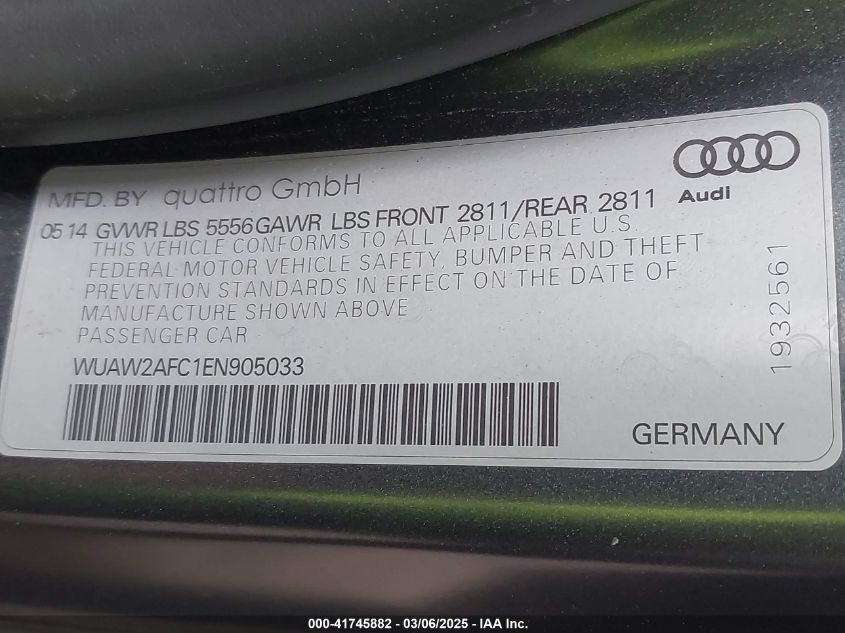 MFD. BY quattro GmbH
Audi
05 14 GVWR LBS 5556 GAWR LBS FRONT 2811/REAR 2811
THIS VEHICLE CONFORMS TO ALL APPLICABLE U.S.
FEDERAL MOTOR VEHICLE SAFETY, BUMPER AND THEFT
PREVENTION STANDARDS IN EFFECT ON THE DATE OF
MANUFACTURE SHOWN ABOVE
PASSENGER CAR
WUAW2AFC1EN905033
1932561
GERMANY
000-41745882 - 03/06/2025 - IAA Inc.